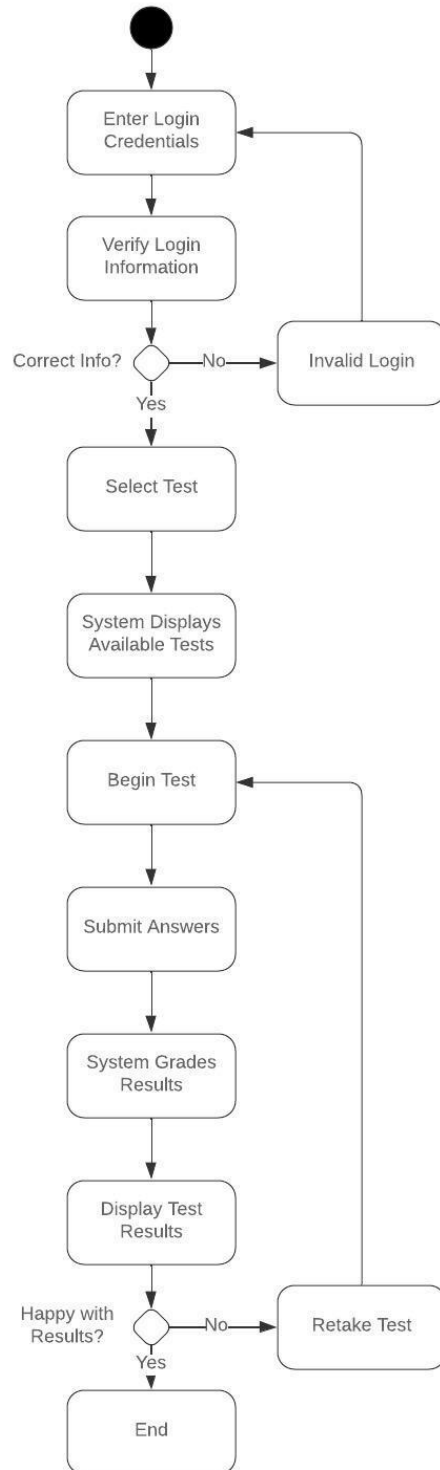 Enter Login
Credentials
Verify Login
Information
Correct Info?
No
Invalid Login
Yes
Select Test
System Displays
Available Tests
Begin Test
Submit Answers
System Grades
Results
Display Test
Results
Happy with
Results?
No
Retake Test
Yes
End